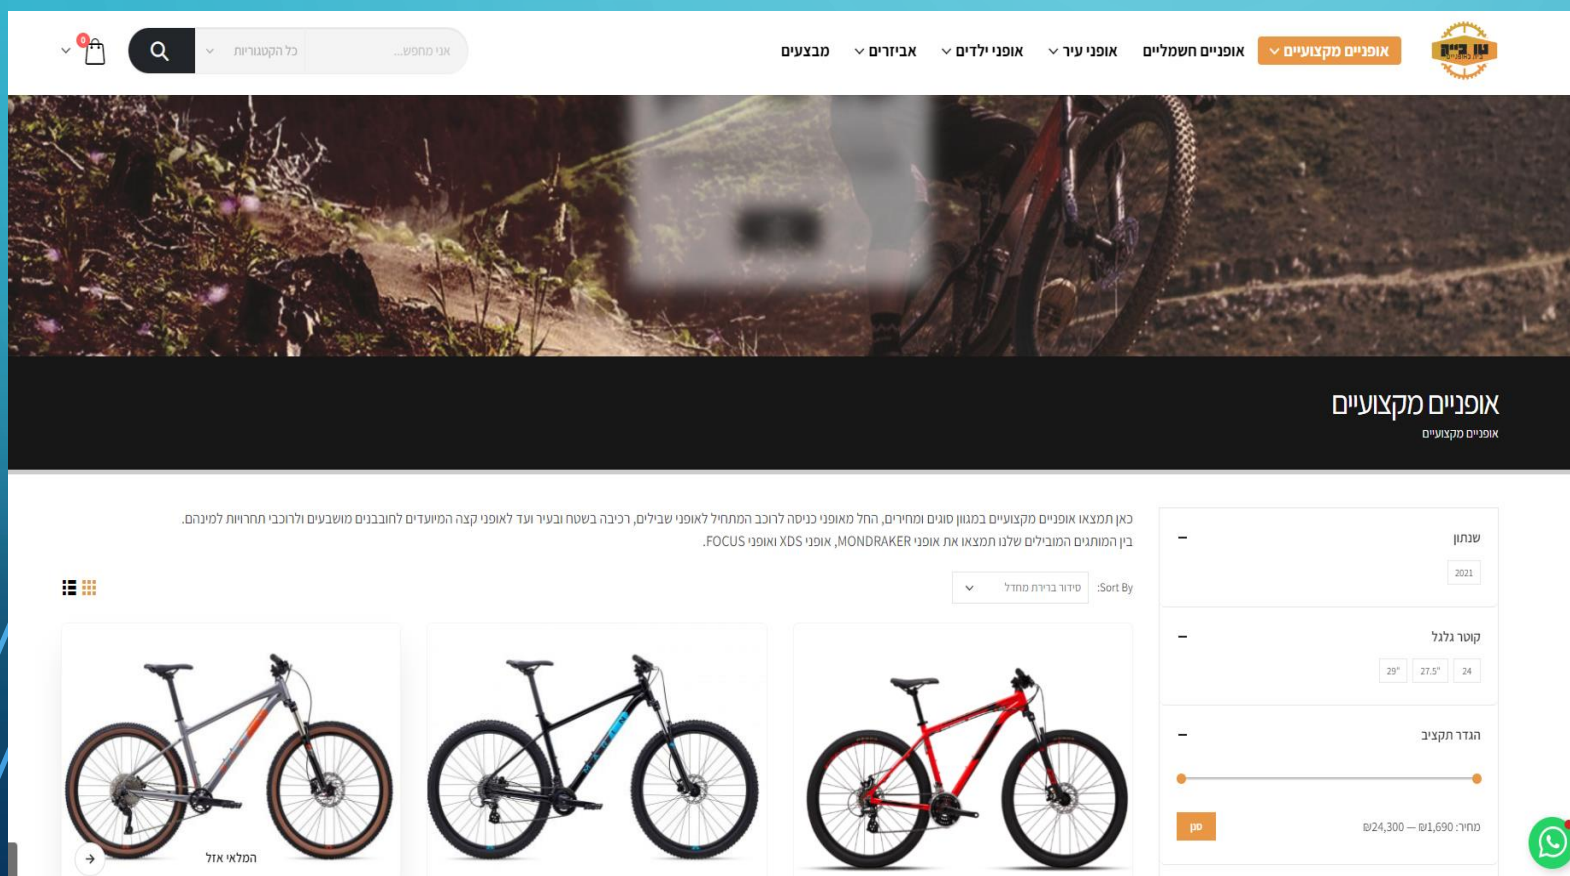 טו בייק
אופניים מקצועיים
אופניים חשמליים
אופני עיר
אופני ילדים
אביזרים
מבצעים
אני מחפש...
כל הקטגוריות
0
אופניים מקצועיים
אופניים מקצועיים
כאן תמצאו אופניים מקצועיים במגוון סוגים ומחירים, החל מאופני כניסה לרוכב המתחיל לאופני שבילים, רכיבה בשטח ובעיר ועד לאופני קצה המיועדים לחובבנים מושבעים ולרוכבי תחרויות למינהם.
בין המותגים המובילים שלנו תמצאו את אופני MONDRAKER, אופני XDS ואופני FOCUS.
Sort By:
סידור ברירת מחדל
שנתון
2021
קוטר גלגל
24
27.5"
29"
הגדר תקציב
מחיר: ₪1,690 — ₪24,300
סנן
MARIN
המלאי אזל